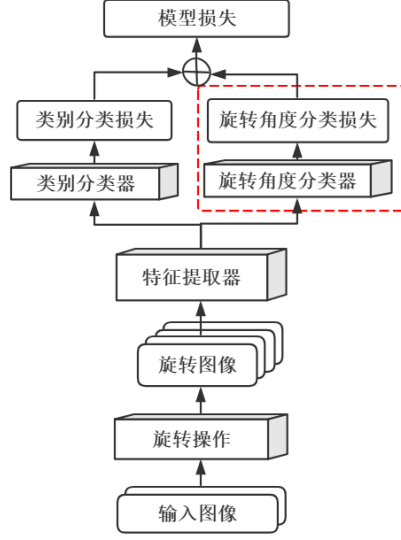 模型损失
类别分类损失
旋转角度分类损失
类别分类器
旋转角度分类器
特征提取器
旋转图像
旋转操作
输入图像